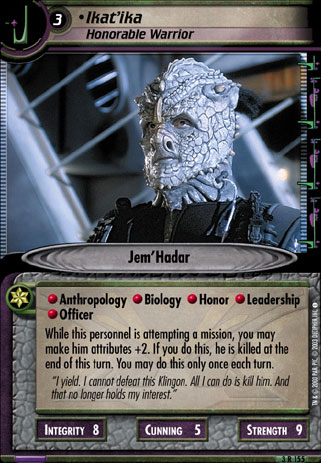 3
• Ikat'ika
Honorable Warrior
Jem'Hadar
• Anthropology • Biology • Honor • Leadership
• Officer
While this personnel is attempting a mission, you may
make him attributes +2. If you do this, he is killed at the
end of this turn. You may do this only once each turn.
"I yield. I cannot defeat this Klingon. All I can do is kill him. And
that no longer holds my interest."
INTEGRITY 8 CUNNING 5 STRENGTH 9
3 R 155